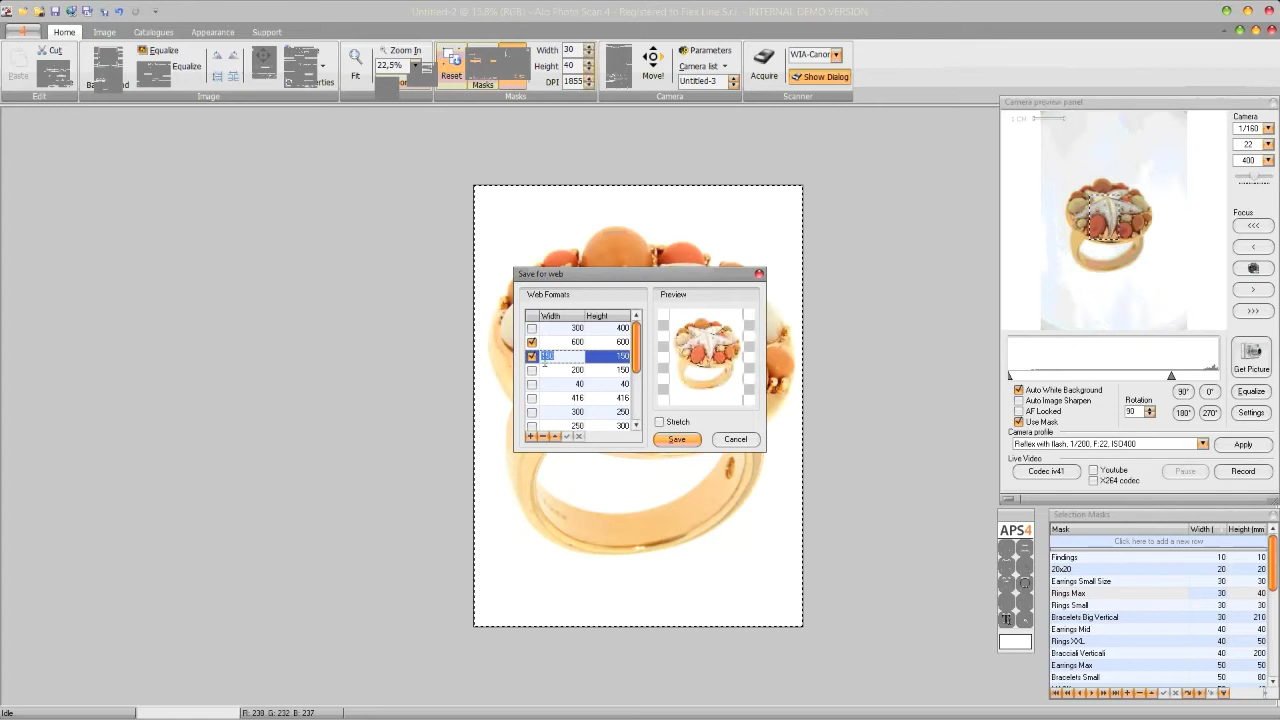 Untitled-2 @ 15,8% (RGB) - Alo Photo Scan 4 - Registered to Flex Line S.r.l. - INTERNAL DEMO VERSION
Home Image Catalogues Appearance Support
Cut Equalize Zoom In Width 30 Parameters WIA-Canor
Paste Equalize Fit 22,5% Reset Height 40 Move! Camera list Acquire Show Dialog
Masks DPI 1855 Untitled-3
Edit Image Masks Camera Scanner
Camera preview panel
1 CM
Camera
1/160
22
400
Focus
<<<
<
>
>>>
Get Picture
Save for web
Web Formats Preview
Width Height
300 400
600 600
150
200 150
40 40
416 416
300 250
250 300
Stretch
Save Cancel
Auto White Background
Auto Image Sharpen
AF Locked
Use Mask
Rotation
90
90° 0°
180° 270°
Equalize
Settings
Camera profile
Reflex with flash, 1/200, F:22, ISO400 Apply
Live Video
Codec iv41 Youtube Pause Record
X264 codec
APS4
Selection Masks
Mask Width ( Height (mm
Click here to add a new row
Findings 10 10
20x20 20 20
Earrings Small Size 30 30
Rings Max 30 40
Rings Small 30 30
Bracelets Big Vertical 30 210
Earrings Mid 40 40
Rings XXL 40 50
Bracciali Verticali 40 200
Earrings Max 50 50
Bracelets Small 50 80
Idle R: 238 G: 232 B: 237